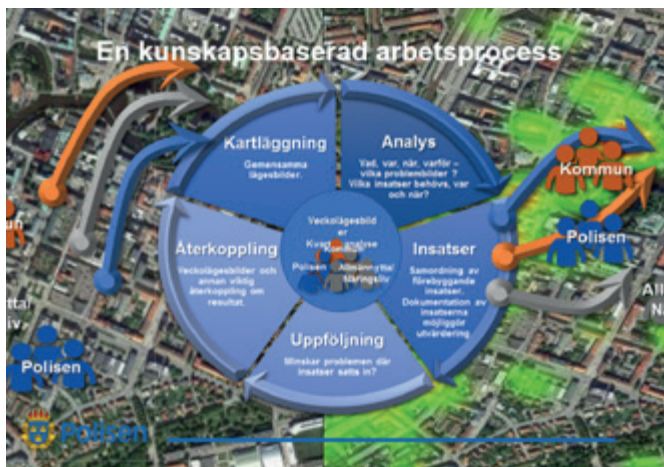 En kunskapsbaserad arbetsprocess
Kartläggning
Gemensamma
lägesbilder.
Analys
Vad, var, när, varför –
vilka problembilder ?
Vilka insatser behövs, var
och när?
Kommun
Polisen
Insatser
Samordning av
förebyggande
insatser.
Dokumentation av
insatserna
möjliggör
utvärdering
Uppföljning
Minskar problemen där
insatser satts in?
Återkoppling
Veckolägesbilder och
annan viktig
återkoppling om
resultat.
Veckolägesbild
er
Polisen
Polisen
Polisen